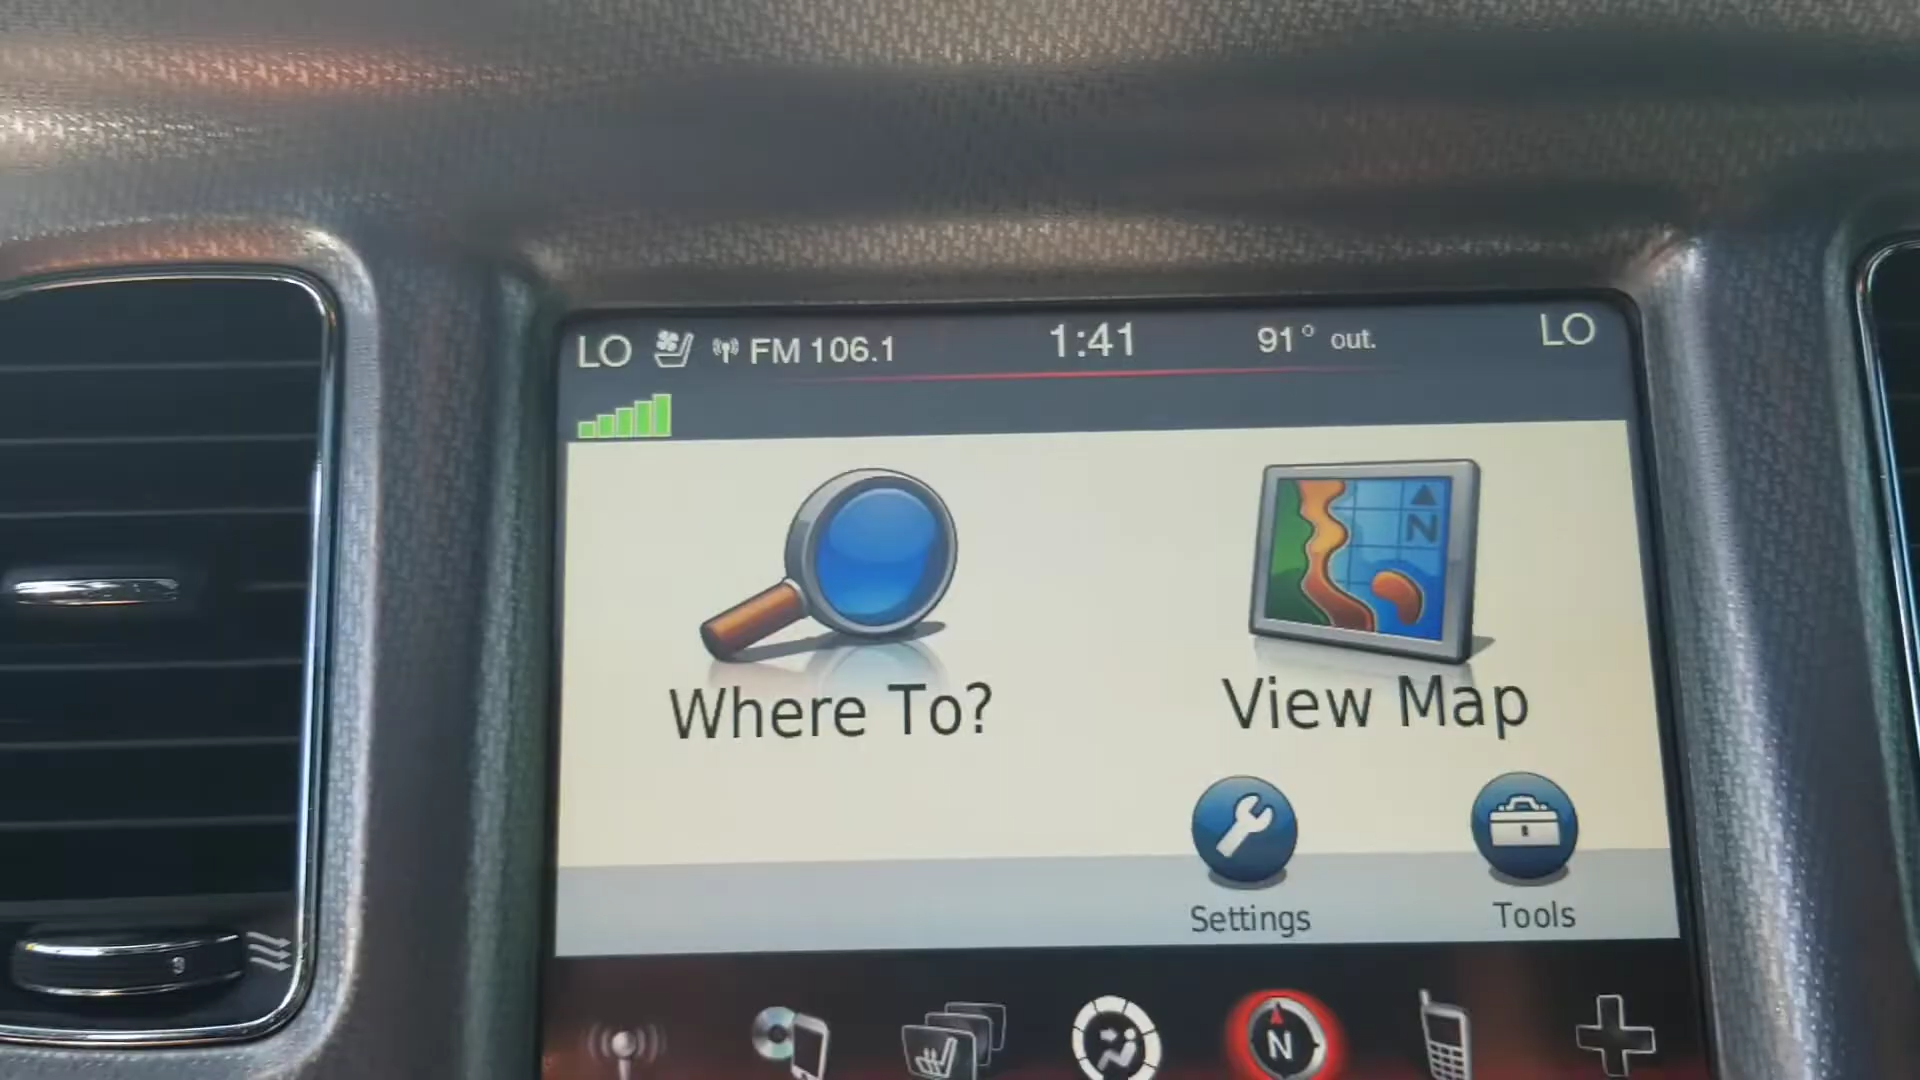 LO FM 106.1 1:41 91° out. LO
N
Where To? View Map
Settings Tools
N